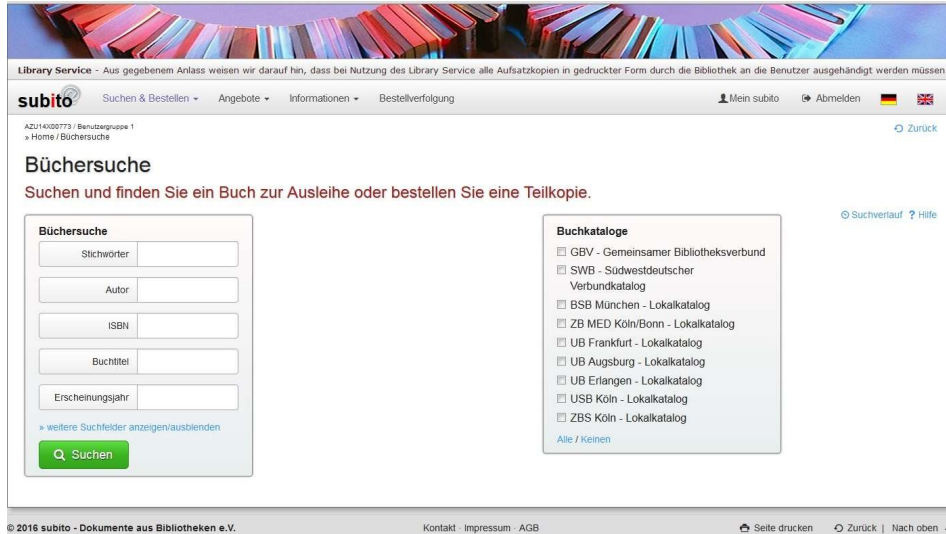 Library Service - Aus gegebenem Anlass weisen wir darauf hin, dass bei Nutzung des Library Service alle Aufsatzkopien in gedruckter Form durch die Bibliothek an die Benutzer ausgehändigt werden müssen
subito
Suchen & Bestellen
Angebote
Informationen
Bestellverfolgung
Mein subito
Abmelden
AZU14X00773 / Benutzergruppe 1
» Home / Büchersuche
Zurück
Büchersuche
Suchen und finden Sie ein Buch zur Ausleihe oder bestellen Sie eine Teilkopie.
Suchverlauf ? Hilfe
Büchersuche
Stichwörter
Autor
ISBN
Buchtitel
Erscheinungsjahr
» weitere Suchfelder anzeigen/ausblenden
Suchen
Buchkataloge
GBV - Gemeinsamer Bibliotheksverbund
SWB - Südwestdeutscher
Verbundkatalog
BSB München - Lokalkatalog
ZB MED Köln/Bonn - Lokalkatalog
UB Frankfurt - Lokalkatalog
UB Augsburg - Lokalkatalog
UB Erlangen - Lokalkatalog
USB Köln - Lokalkatalog
ZBS Köln - Lokalkatalog
Alle / Keinen
© 2016 subito - Dokumente aus Bibliotheken e.V.
Kontakt · Impressum · AGB
Seite drucken
Zurück | Nach oben